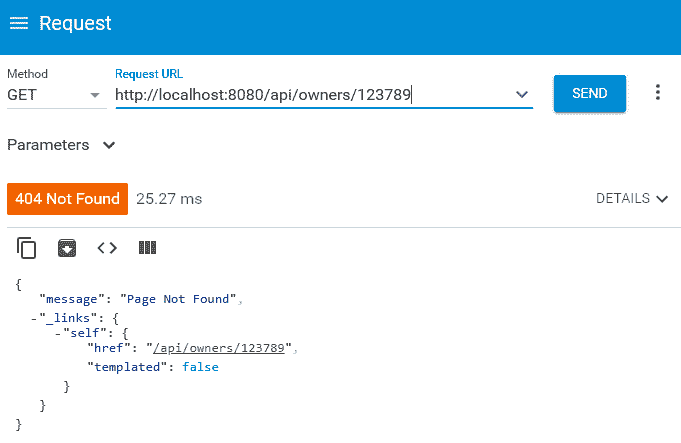 Request
Method
Request URL
GET
http://localhost:8080/api/owners/123789
SEND
Parameters
404 Not Found
25.27 ms
DETAILS
{
"message": "Page Not Found",
-"_links": {
-"self": {
"href": "/api/owners/123789",
"templated": false
}
}
}